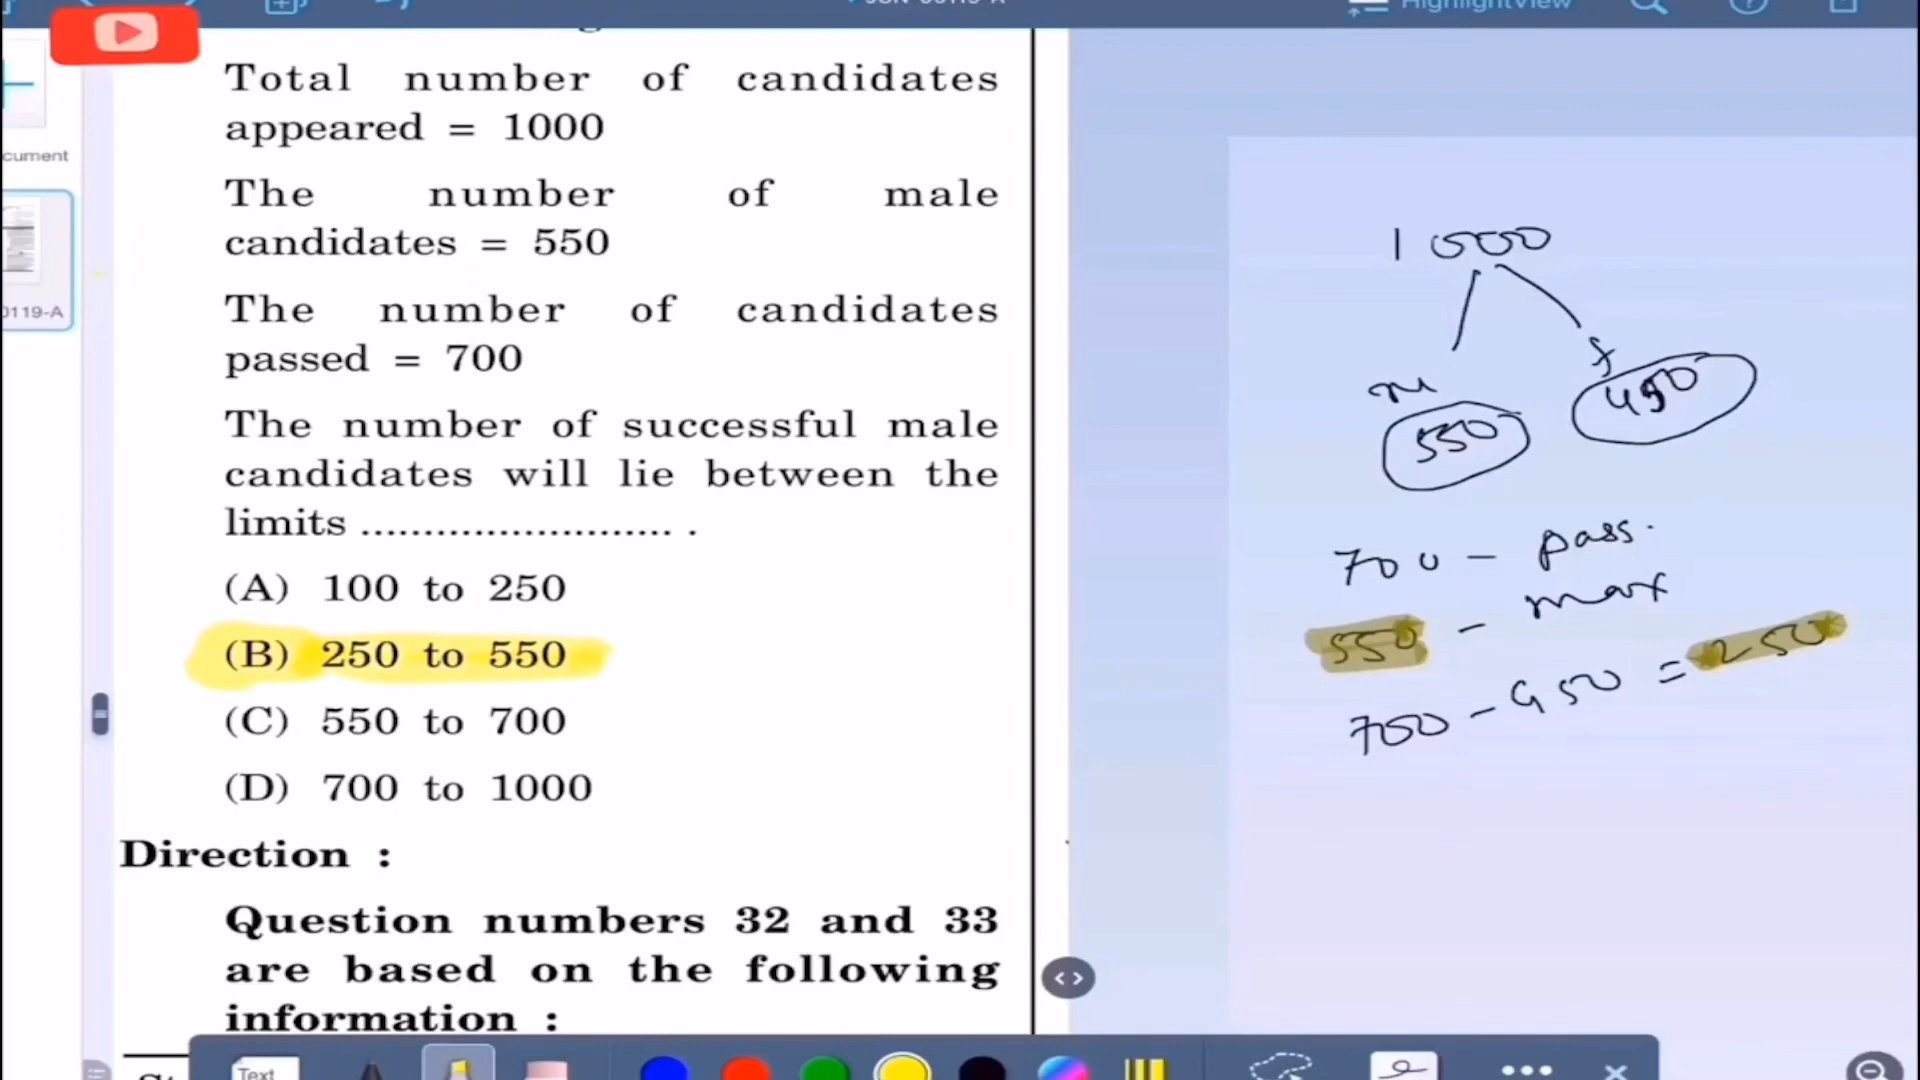 HighlightView
Total number of candidates
appeared = 1000
The number of male
candidates = 550
The number of candidates
passed = 700
The number of successful male
candidates will lie between the
limits .......................... .
(A) 100 to 250
(B) 250 to 550
(C) 550 to 700
(D) 700 to 1000
Direction :
Question numbers 32 and 33
are based on the following
information :
cument
0119-A
1000
m
f
550
450
700 - pass.
550 - max
700 - 450 = 250
Text